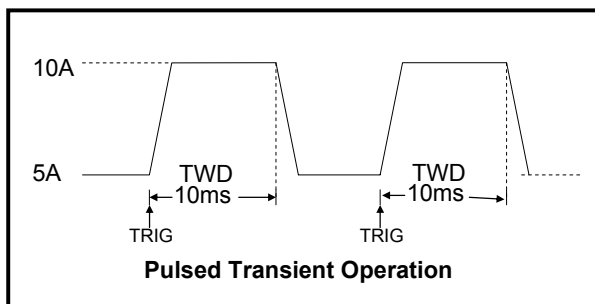 10A
5A
TWD TWD
10ms 10ms
TRIG TRIG
Pulsed Transient Operation